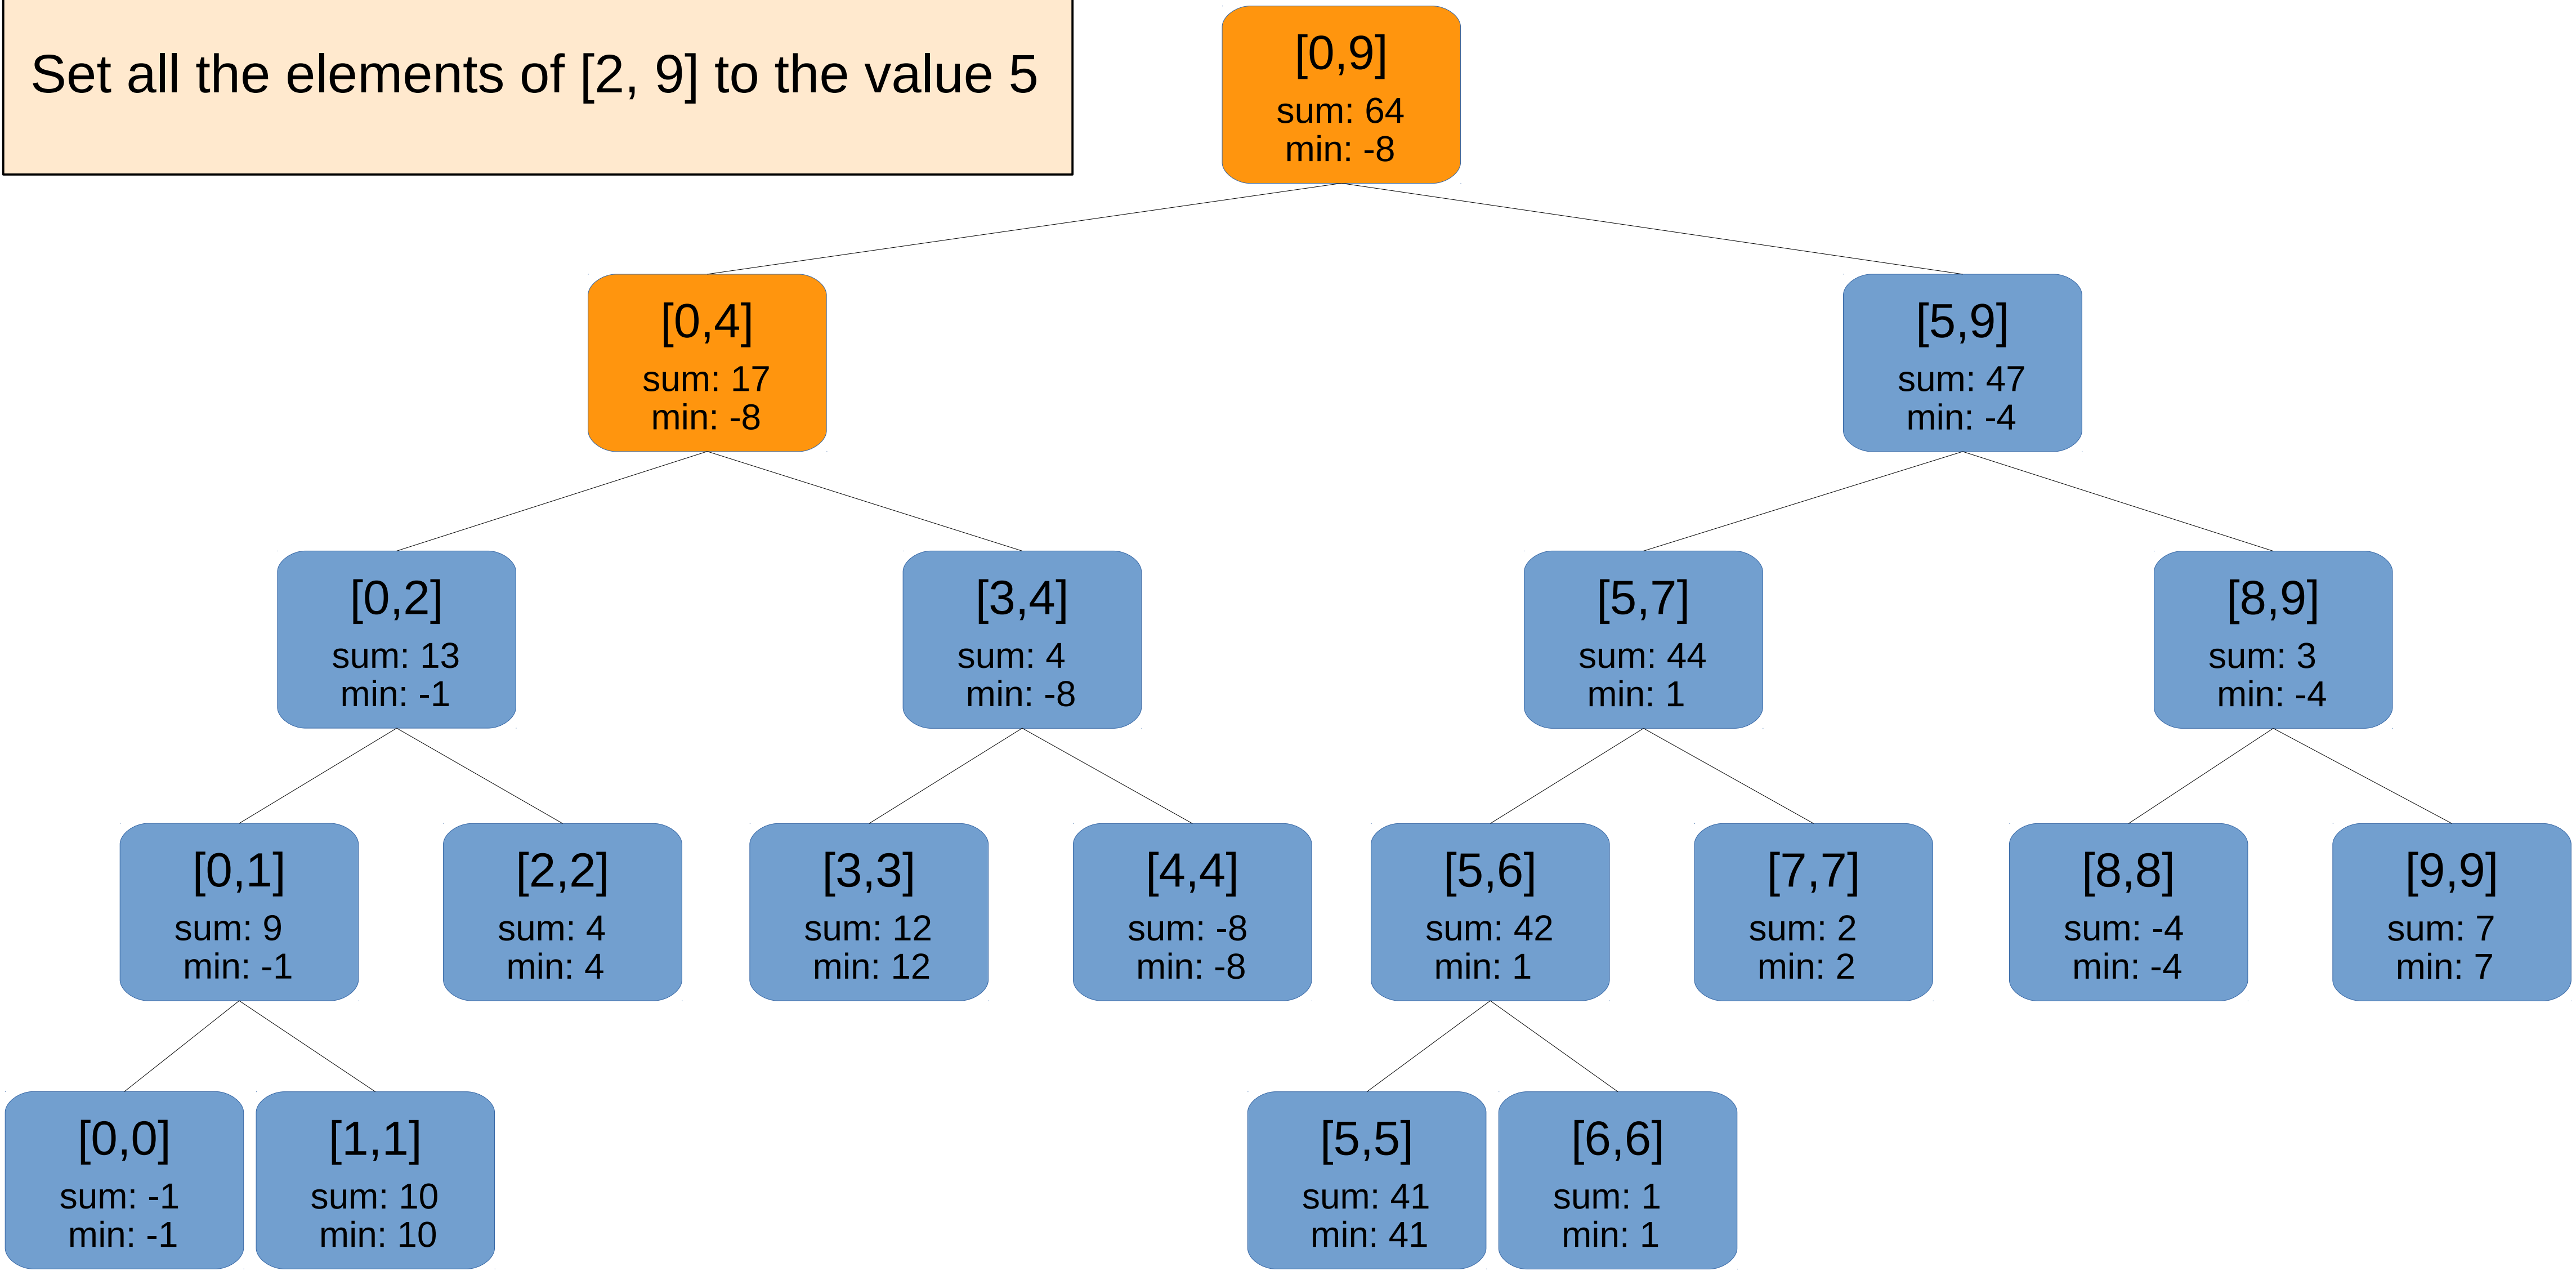 Set all the elements of [2, 9] to the value 5
[0,9]
sum: 64
min: -8
[0,4]
sum: 17
min: -8
[5,9]
sum: 47
min: -4
[0,2]
sum: 13
min: -1
[3,4]
sum: 4
min: -8
[5,7]
sum: 44
min: 1
[8,9]
sum: 3
min: -4
[0,1]
sum: 9
min: -1
[2,2]
sum: 4
min: 4
[3,3]
sum: 12
min: 12
[4,4]
sum: -8
min: -8
[5,6]
sum: 42
min: 1
[7,7]
sum: 2
min: 2
[8,8]
sum: -4
min: -4
[9,9]
sum: 7
min: 7
[0,0]
sum: -1
min: -1
[1,1]
sum: 10
min: 10
[5,5]
sum: 41
min: 41
[6,6]
sum: 1
min: 1